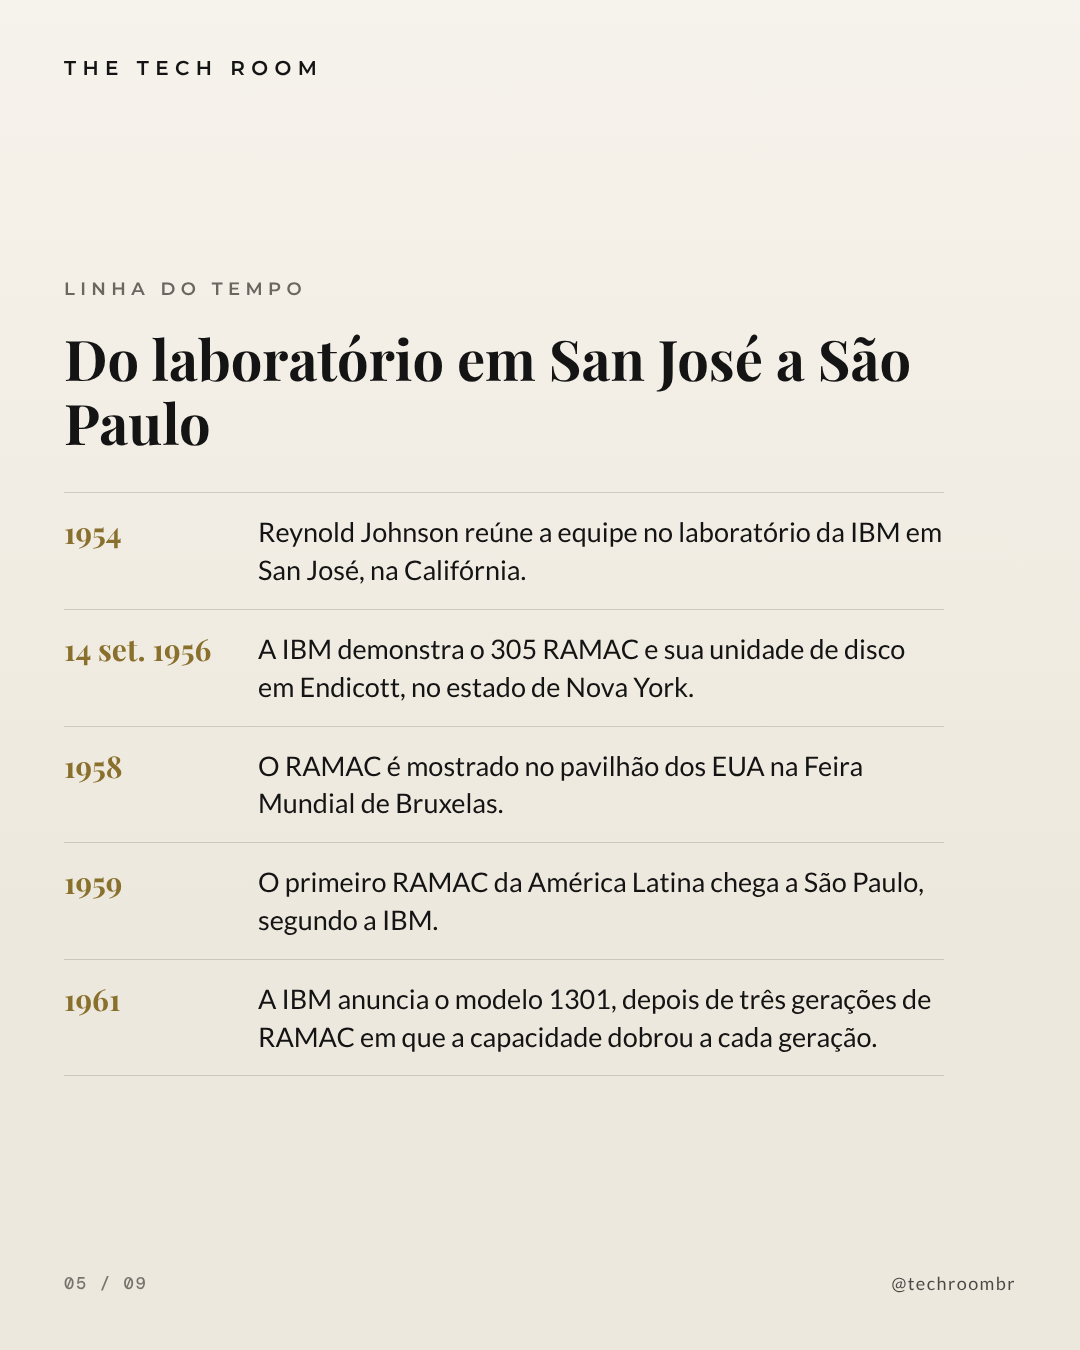 THE TECH ROOM
LINHA DO TEMPO
Do laboratório em San José a São
Paulo
1954
Reynold Johnson reúne a equipe no laboratório da IBM em
San José, na Califórnia.
14 set. 1956
A IBM demonstra o 305 RAMAC e sua unidade de disco
em Endicott, no estado de Nova York.
1958
O RAMAC é mostrado no pavilhão dos EUA na Feira
Mundial de Bruxelas.
1959
O primeiro RAMAC da América Latina chega a São Paulo,
segundo a IBM.
1961
A IBM anuncia o modelo 1301, depois de três gerações de
RAMAC em que a capacidade dobrou a cada geração.
05 / 09
@techroombr